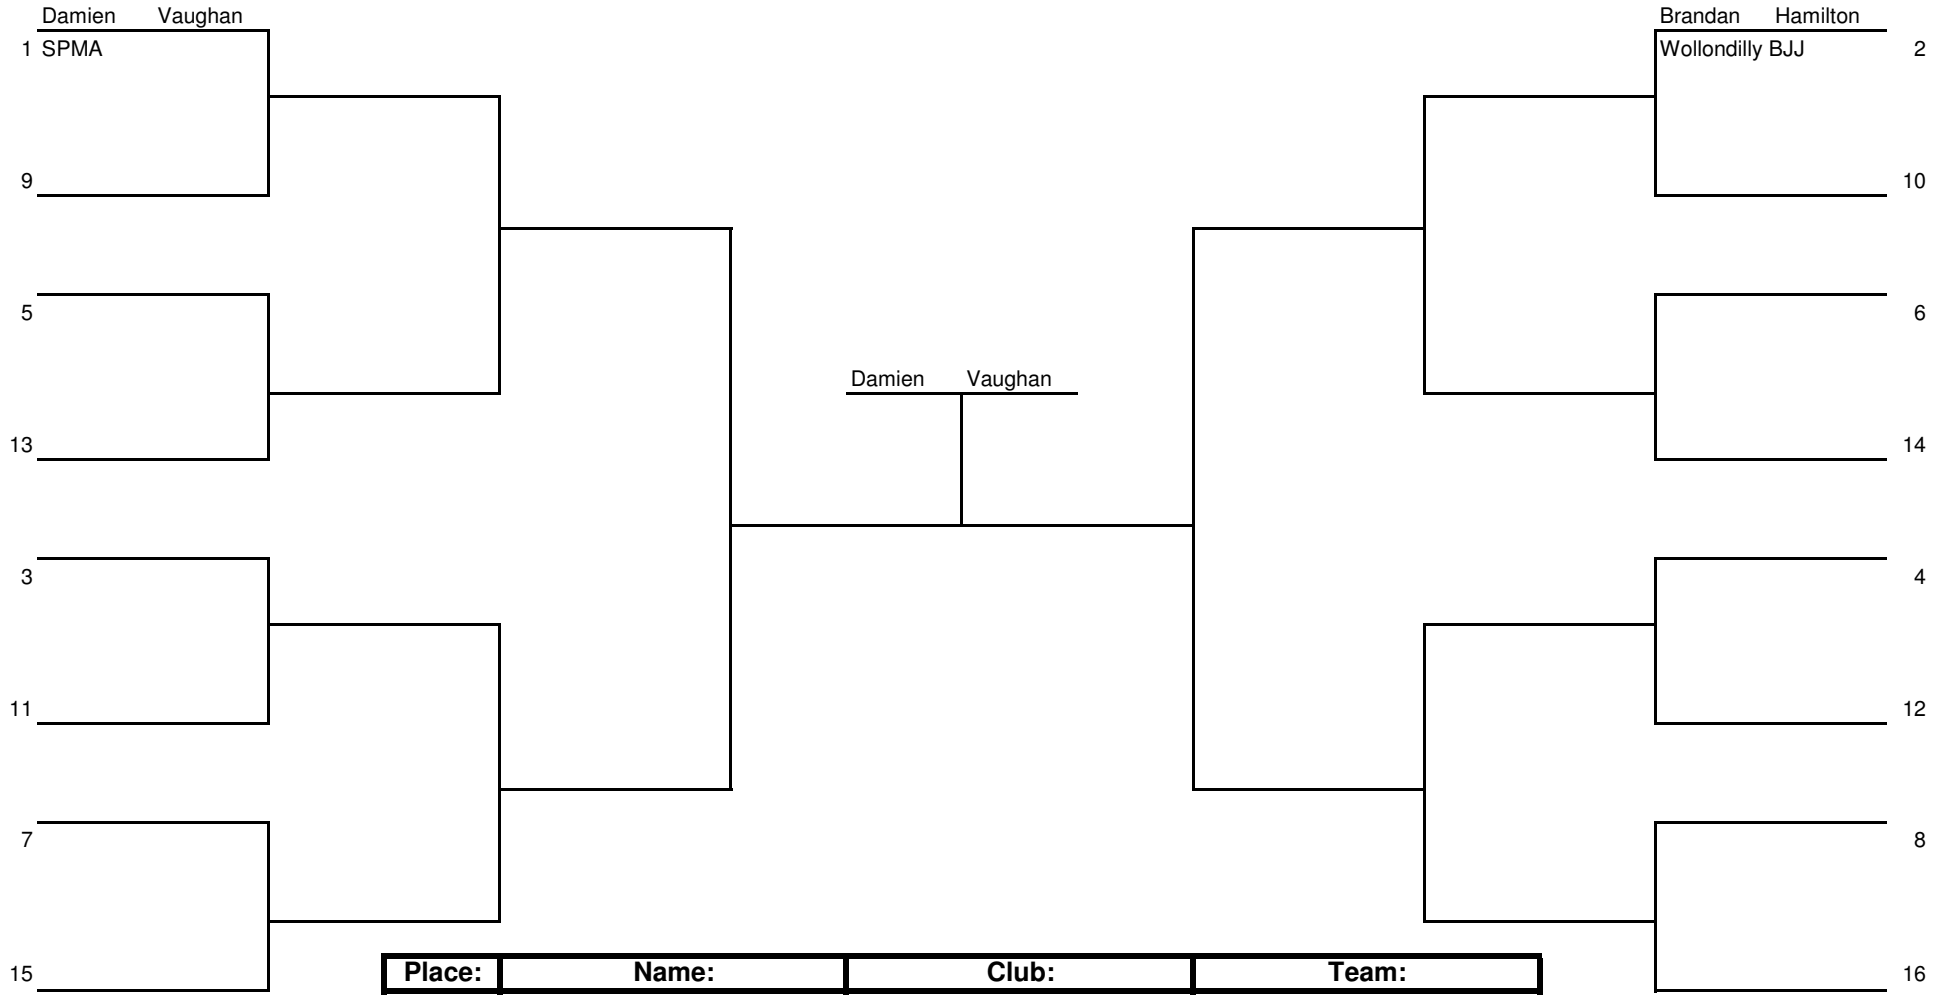 Damien Vaughan
Brandan Hamilton
1 SPMA
Wollondilly BJJ 2
9
10
5
6
Damien Vaughan
13
14
3
4
11
12
7
8
15
16
Place: Name: Club: Team: